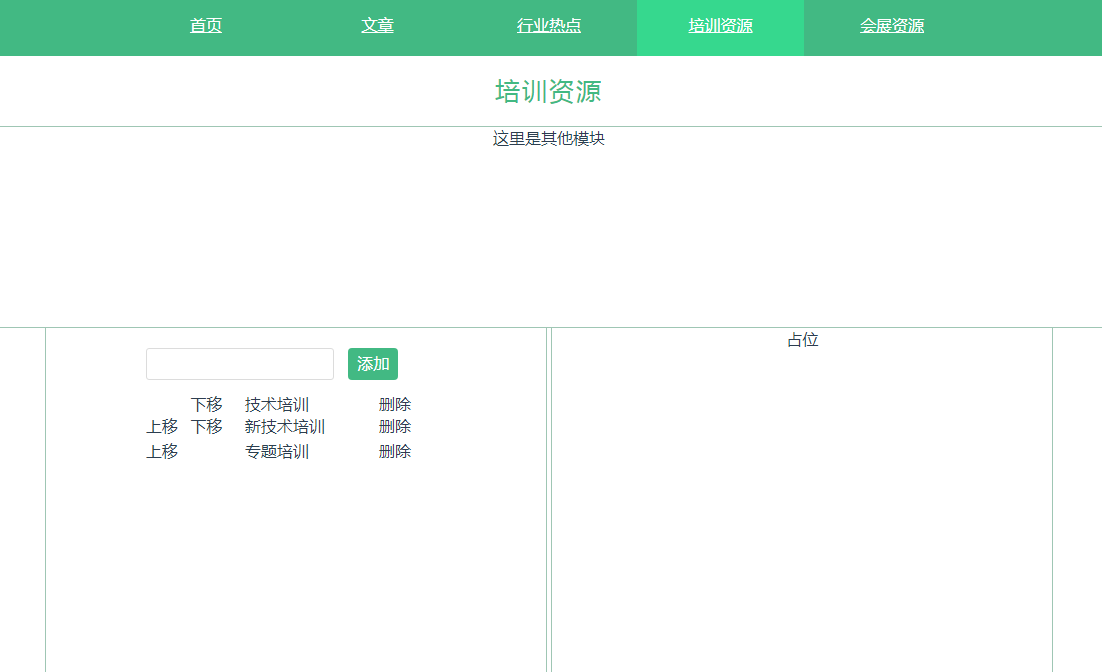 首页 文章 行业热点 培训资源 会展资源
培训资源
这里是其他模块
添加
下移 技术培训 删除
上移 下移 新技术培训 删除
上移 专题培训 删除
占位